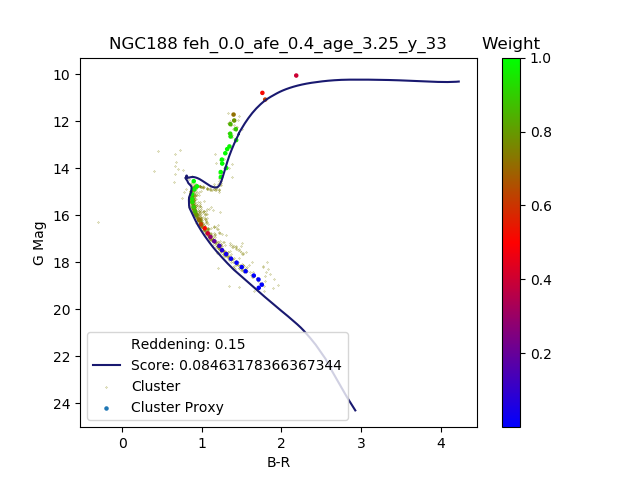 NGC188 feh_0.0_afe_0.4_age_3.25_y_33
Weight
10
12
14
16
18
20
22
24
G Mag
0
1
2
3
4
B-R
Reddening: 0.15
Score: 0.08463178366367344
Cluster
Cluster Proxy
1.0
0.8
0.6
0.4
0.2